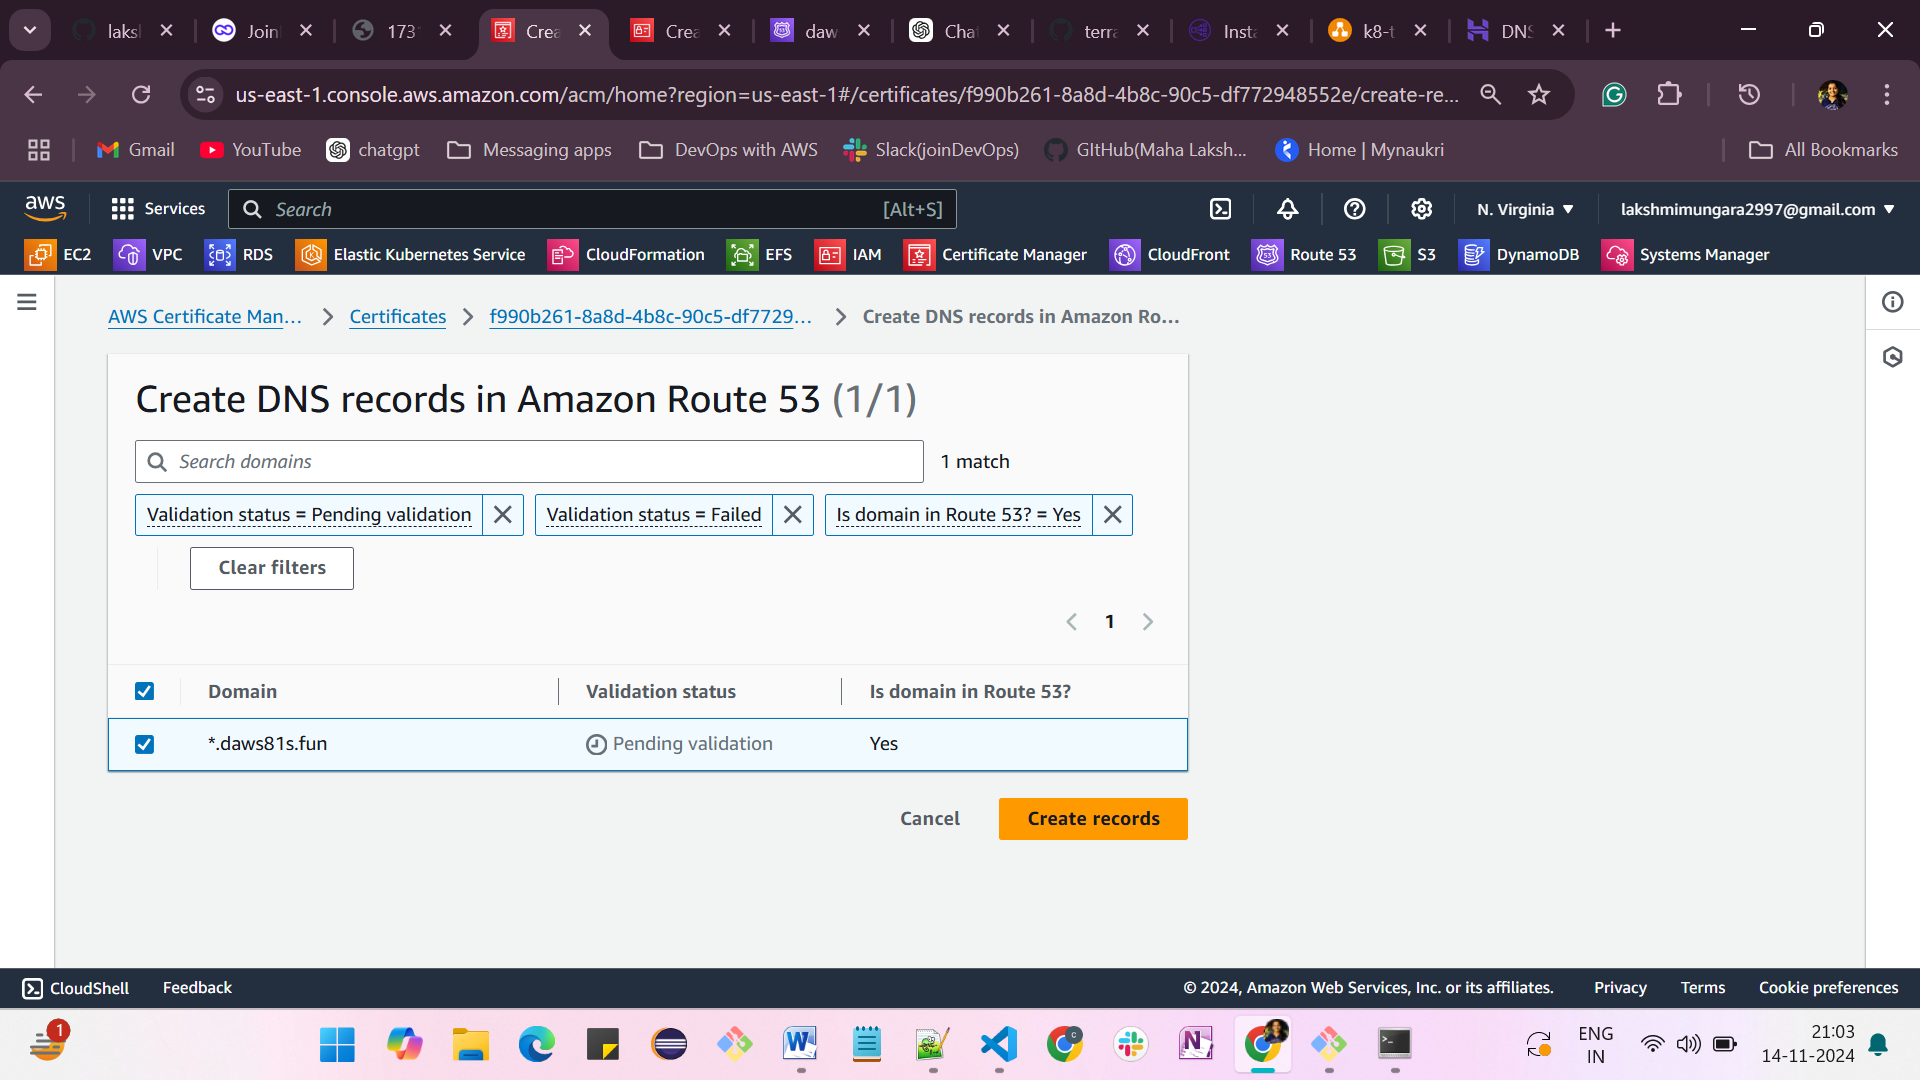 laksl
Join
173
Crea
Crea
daw
Cha
terra
Insta
k8-t
DNS
us-east-1.console.aws.amazon.com/acm/home?region=us-east-1#/certificates/f990b261-8a8d-4b8c-90c5-df772948552e/create-re...
Gmail
YouTube
chatgpt
Messaging apps
DevOps with AWS
Slack(joinDevOps)
GItHub(Maha Laksh...
Home | Mynaukri
All Bookmarks
aws
Services
Search
[Alt+S]
N. Virginia
lakshmimungara2997@gmail.com
EC2
VPC
RDS
Elastic Kubernetes Service
CloudFormation
EFS
IAM
Certificate Manager
CloudFront
Route 53
S3
DynamoDB
Systems Manager
AWS Certificate Man...
Certificates
f990b261-8a8d-4b8c-90c5-df7729...
Create DNS records in Amazon Ro...
Create DNS records in Amazon Route 53 (1/1)
Search domains
1 match
Validation status = Pending validation
Validation status = Failed
Is domain in Route 53? = Yes
Clear filters
1
Domain
Validation status
Is domain in Route 53?
*.daws81s.fun
Pending validation
Yes
Cancel
Create records
CloudShell
Feedback
© 2024, Amazon Web Services, Inc. or its affiliates.
Privacy
Terms
Cookie preferences
1
ENG
IN
21:03
14-11-2024